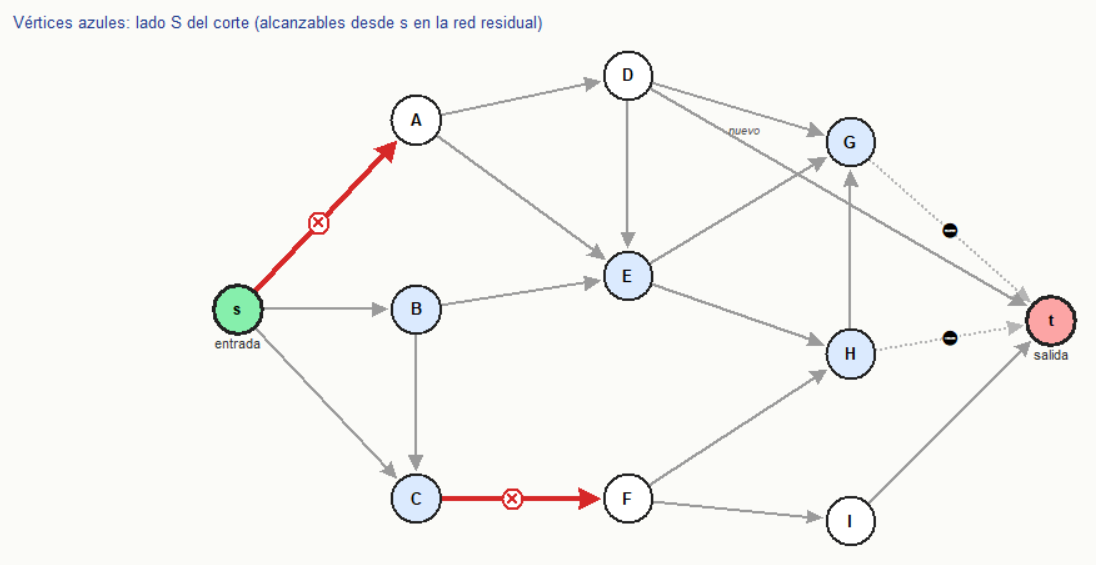 Vértices azules: lado S del corte (alcanzables desde s en la red residual)
D
A
nuevo
G
E
s
B
t
entrada
H
salida
C
F
I